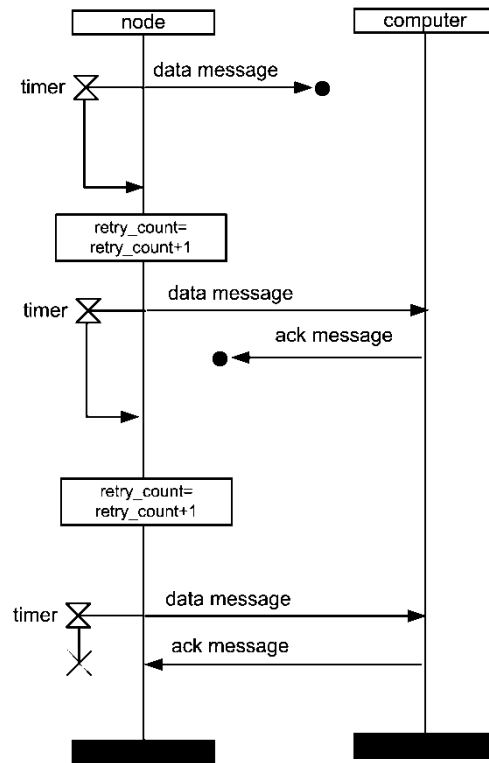 node
computer
data message
timer
retry_count=
retry_count+1
data message
timer
ack message
retry_count=
retry_count+1
data message
timer
ack message